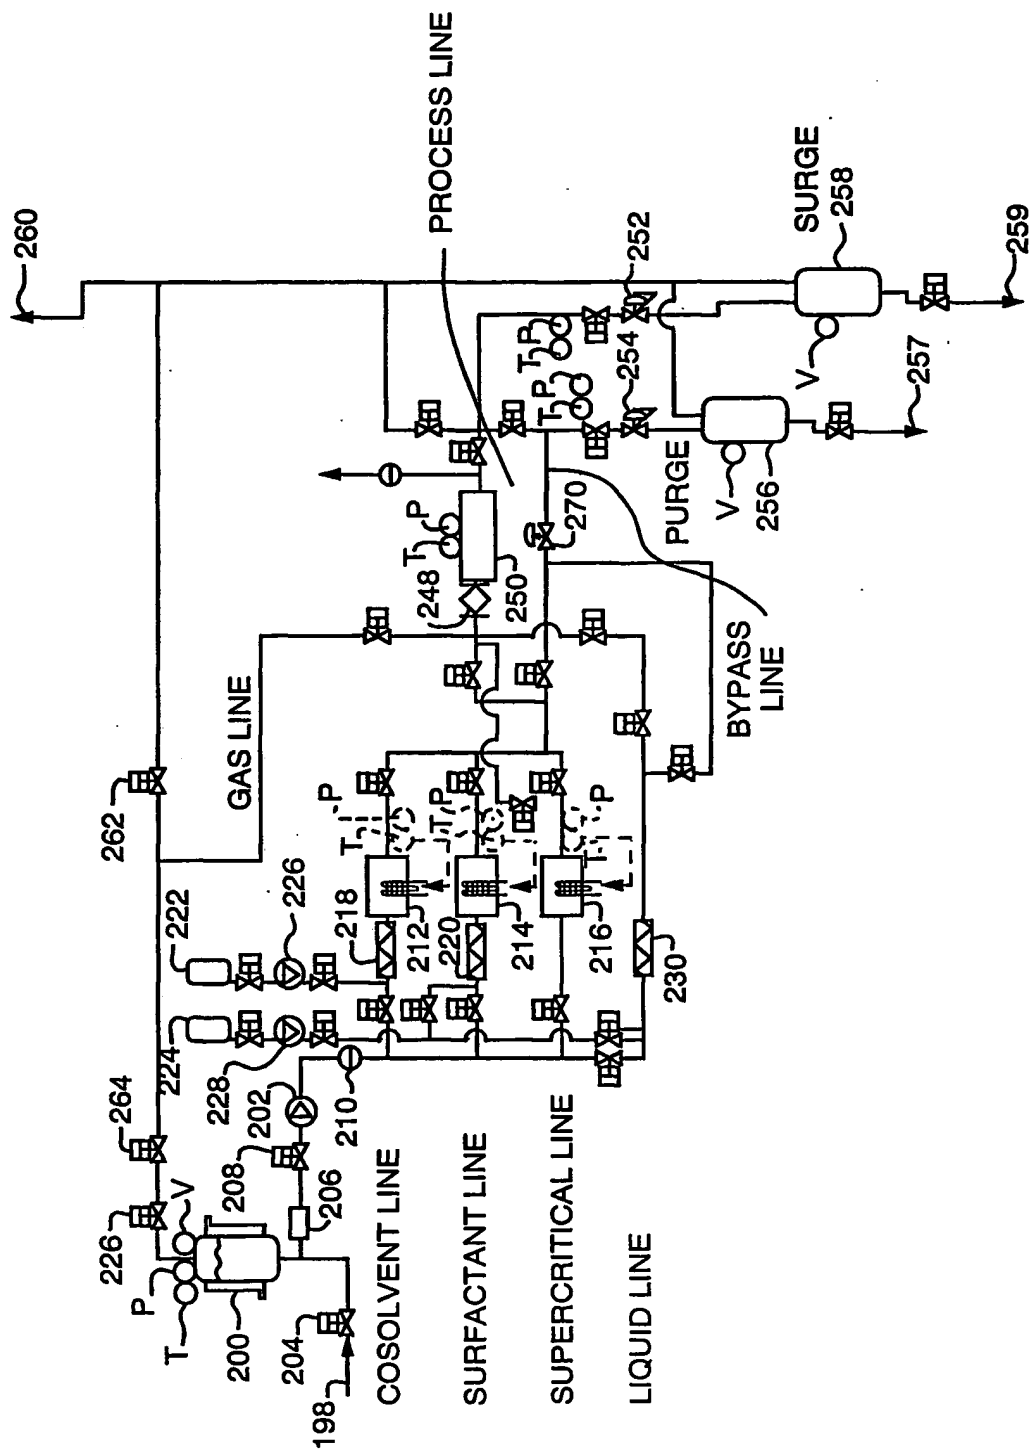 198
204
200
T
P
V
226
264
208
206
202
228
224
210
222
226
262
GAS LINE
COSOLVENT LINE
SURFACTANT LINE
SUPERCRITICAL LINE
LIQUID LINE
218
212
220
214
216
230
T
P
T
P
T
P
248
T
P
250
270
BYPASS
LINE
PROCESS LINE
PURGE
V
256
257
T
P
254
T
P
252
SURGE
258
V
259
260